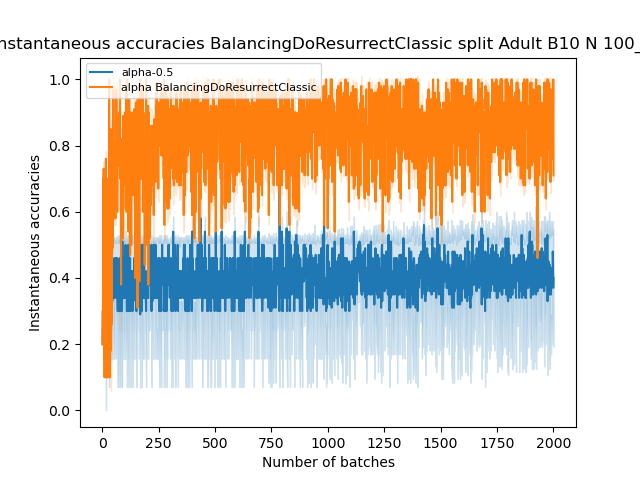 nstantaneous accuracies BalancingDoResurrectClassic split Adult B10 N 100_
alpha-0.5
alpha BalancingDoResurrectClassic
Instantaneous accuracies
1.0
0.8
0.6
0.4
0.2
0.0
0 250 500 750 1000 1250 1500 1750 2000
Number of batches